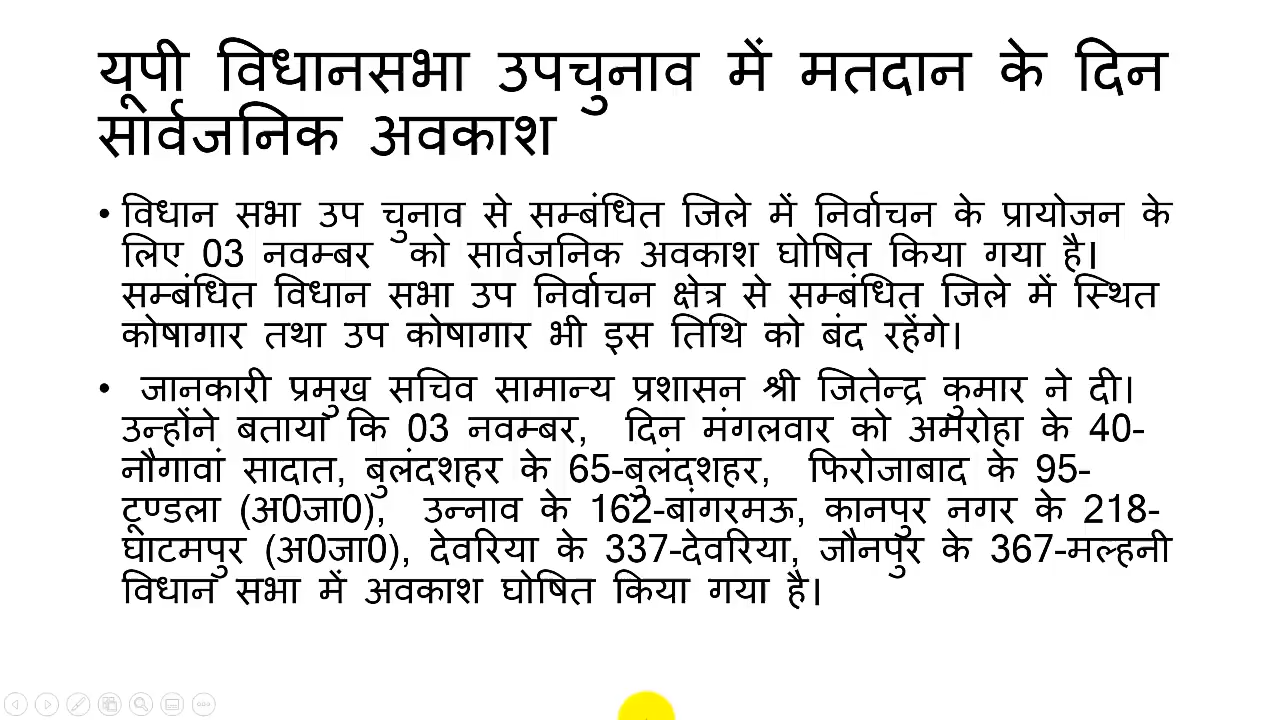 यूपी विधानसभा उपचुनाव में मतदान के दिन
सार्वजनिक अवकाश
• विधान सभा उप चुनाव से सम्बंधित जिले में निर्वाचन के प्रायोजन के
लिए 03 नवम्बर को सार्वजनिक अवकाश घोषित किया गया है।
सम्बंधित विधान सभा उप निर्वाचन क्षेत्र से सम्बंधित जिले में स्थित
कोषागार तथा उप कोषागार भी इस तिथि को बंद रहेंगे।
• जानकारी प्रमुख सचिव सामान्य प्रशासन श्री जितेन्द्र कुमार ने दी।
उन्होंने बताया कि 03 नवम्बर, दिन मंगलवार को अमरोहा के 40-
नौगावां सादात, बुलंदशहर के 65-बुलंदशहर, फिरोजाबाद के 95-
टूण्डला (अ0जा0), उन्नाव के 162-बांगरमऊ, कानपुर नगर के 218-
घाटमपुर (अ0जा0), देवरिया के 337-देवरिया, जौनपुर के 367-मल्हनी
विधान सभा में अवकाश घोषित किया गया है।